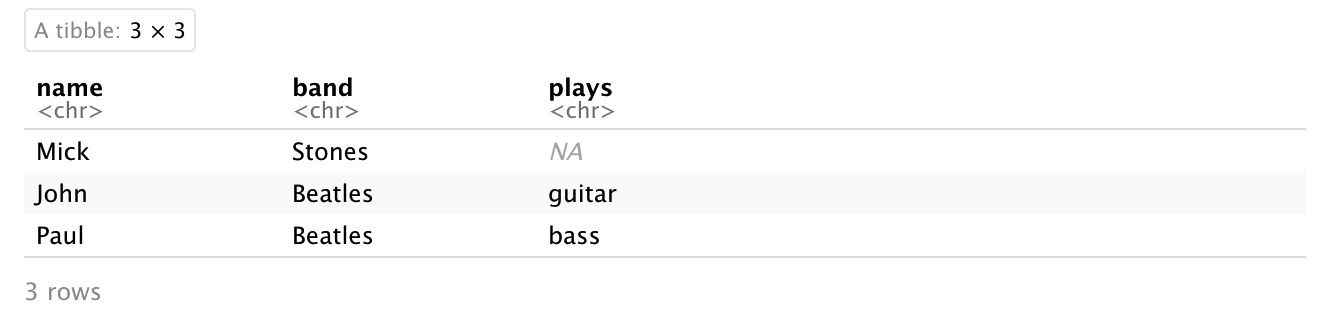 A tibble: 3 × 3
name band plays
<chr> <chr> <chr>
Mick Stones NA
John Beatles guitar
Paul Beatles bass
3 rows